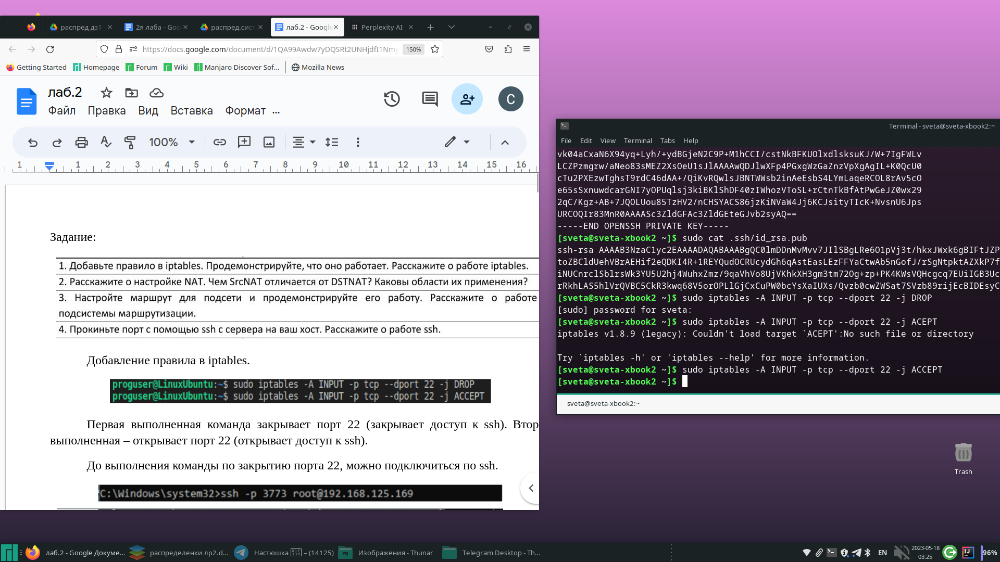 распред дз1
2я лаба - Goo
распред.сист
лаб.2 - Google
Perplexity AI
https://docs.google.com/document/d/1QA99Awdw7yDQSRt2UNHjdfI1Nmy
150%
Getting Started
Homepage
Forum
Wiki
Manjaro Discover Sof...
Mozilla News
лаб.2
C
Файл Правка Вид Вставка Формат ...
100%
1 1 2 3 4 5 6 7 8 9 10 11 12 13 14 15 16
Задание:
1. Добавьте правило в iptables. Продемонстрируйте, что оно работает. Расскажите о работе iptables.
2. Расскажите о настройке NAT. Чем SrcNAT отличается от DSTNAT? Каковы области их применения?
3. Настройте маршрут для подсети и продемонстрируйте его работу. Расскажите о работе
подсистемы маршрутизации.
4. Прокиньте порт с помощью ssh с сервера на ваш хост. Расскажите о работе ssh.
Добавление правила в iptables.
proguser@LinuxUbuntu:~$ sudo iptables -A INPUT -p tcp --dport 22 -j DROP
proguser@LinuxUbuntu:~$ sudo iptables -A INPUT -p tcp --dport 22 -j ACCEPT
Первая выполненная команда закрывает порт 22 (закрывает доступ к ssh). Втор
выполненная – открывает порт 22 (открывает доступ к ssh).
До выполнения команды по закрытию порта 22, можно подключиться по ssh.
C:\Windows\system32>ssh -p 3773 root@192.168.125.169
Terminal - sveta@sveta-xbook2:~
File Edit View Terminal Tabs Help
vk04aCxaN6X94yq+Lyh/+ydBGjeN2C9P+M1hCCI/cstNkBFKUOlxdlsksuKJ/W+7IgFWLv
LCZPzmgrw/aNeo83sMEZ2XsOeU1sJlAAAAwQDJlwXFp4PGxgWzGaZnzVpXgAgIL+K0QcU0
cTu2PXEzwTghsT9rdC46dAA+/QiKvRQwlsJBNTWWsb2inAeEsbS4LYmLaqeRCOL8rAv5cO
e65sSxnuwdcarGNI7yOPUqlsj3kiBKlShDF40zIWhozVToSL+rCtnTkBfAtPwGeJZ0wx29
2qC/Kgz+AB+7JQOLUou85TzHV2/nCHSYACS86jzKiNVaW4Jj6KCJsityTIcK+NvsnU6Jps
URCOQIr83MnR0AAAASc3ZldGFAc3ZldGEteGJvb2syAQ==
-----END OPENSSH PRIVATE KEY-----
[sveta@sveta-xbook2 ~]$ sudo cat .ssh/id_rsa.pub
ssh-rsa AAAAB3NzaC1yc2EAAAADAQABAAABgQC0lmDDnMvMvv7JIlSBgLRe6O1pVj3t/hkxJWxk6gBIFtJZP
toZBCldUehVBrAEHif2eQDKI4R+1REYQudOCRUcydGh6qAstEasLEzFFYaCtwAb5nGofJ/rSgNtpktAZXkP7f
iNUCnrclSblrsWk3YU5U2hj4WuhxZmz/9qaVhVo8UjVKhkXH3gm3tm72Og+zp+PK4KWsVQHcgcq7EUiIGB3Uc
rRkhLAS5hlVrQVBC5CkR3kwq68V5orOPLlGjCxCuPW0bcYsXaIUXs/Qvzb0cwZWSat7SVzb89rijEcBIDEsyC
[sveta@sveta-xbook2 ~]$ sudo iptables -A INPUT -p tcp --dport 22 -j DROP
[sudo] password for sveta:
[sveta@sveta-xbook2 ~]$ sudo iptables -A INPUT -p tcp --dport 22 -j ACEPT
iptables v1.8.9 (legacy): Couldn't load target `ACEPT':No such file or directory
Try `iptables -h' or 'iptables --help' for more information.
[sveta@sveta-xbook2 ~]$ sudo iptables -A INPUT -p tcp --dport 22 -j ACCEPT
[sveta@sveta-xbook2 ~]$
sveta@sveta-xbook2:~
Trash
лаб.2 - Google Докуме...
распределенки лр2.d...
Настюшка – (14125)
Изображения - Thunar
Telegram Desktop - Th...
EN
2023-05-18
03:25
IJ
96%